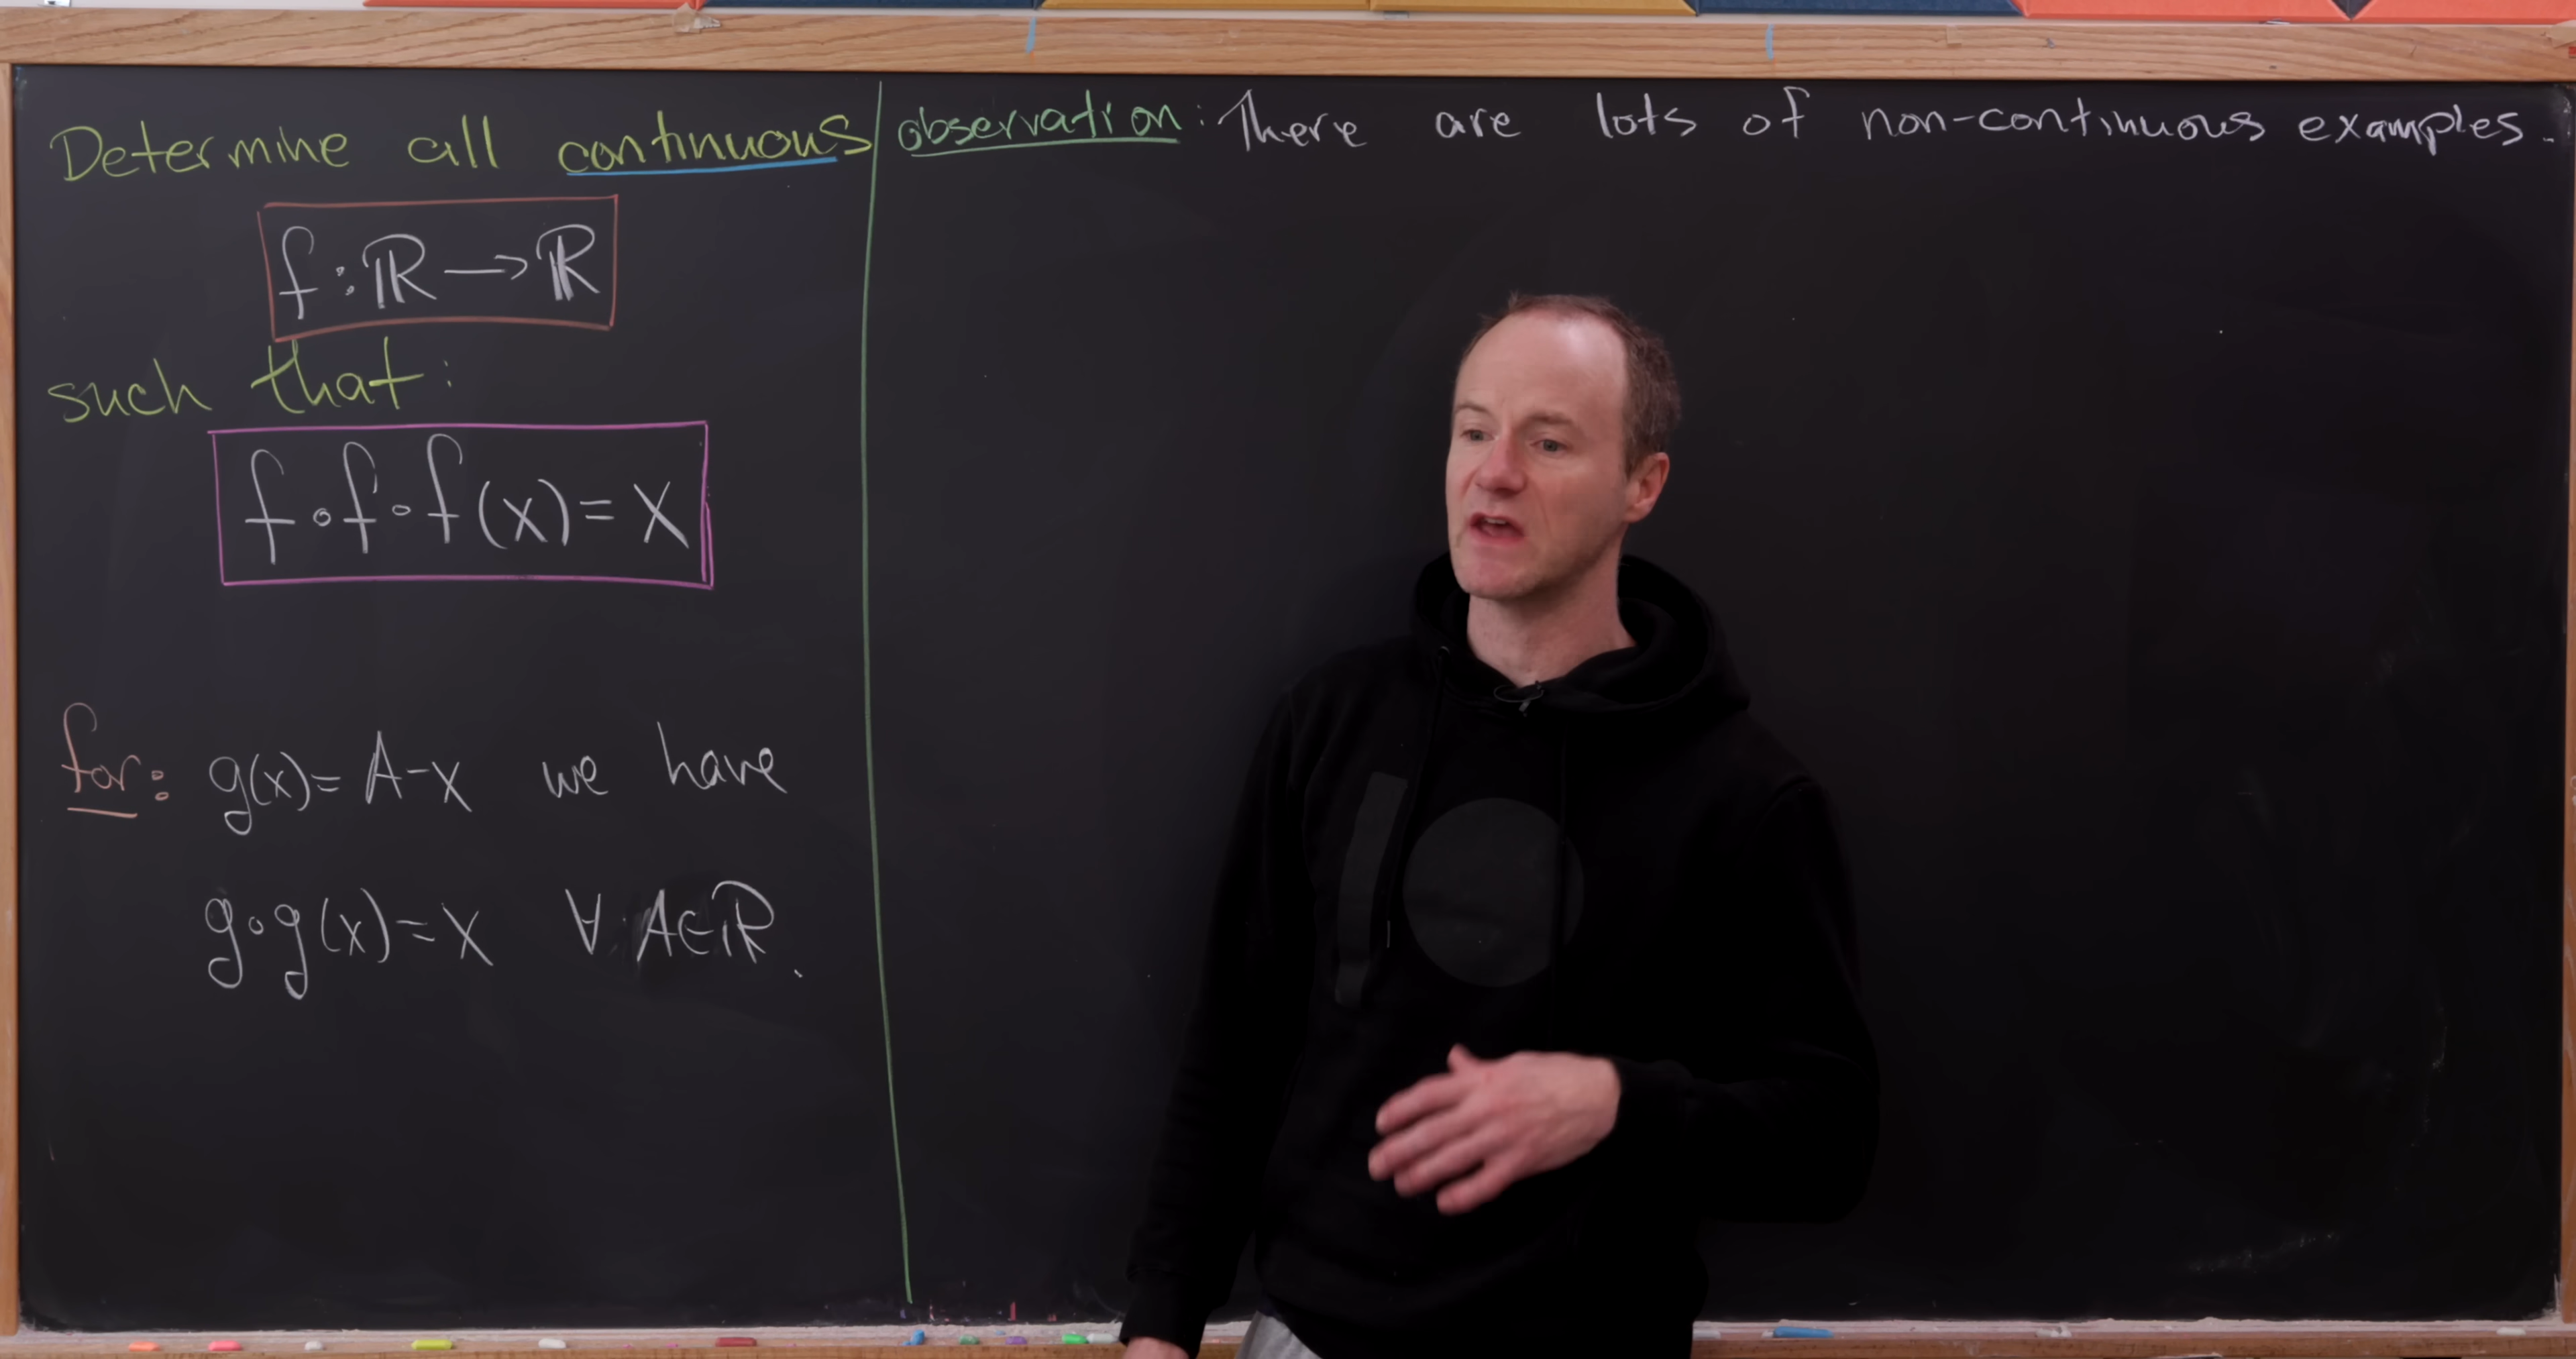 Determine all continuous
f : ℝ → ℝ
such that:
f∘f∘f(x) = x
for: g(x) = A-x we have
g∘g(x) = x ∀ A∈ℝ.
observation: There are lots of non-continuous examples.